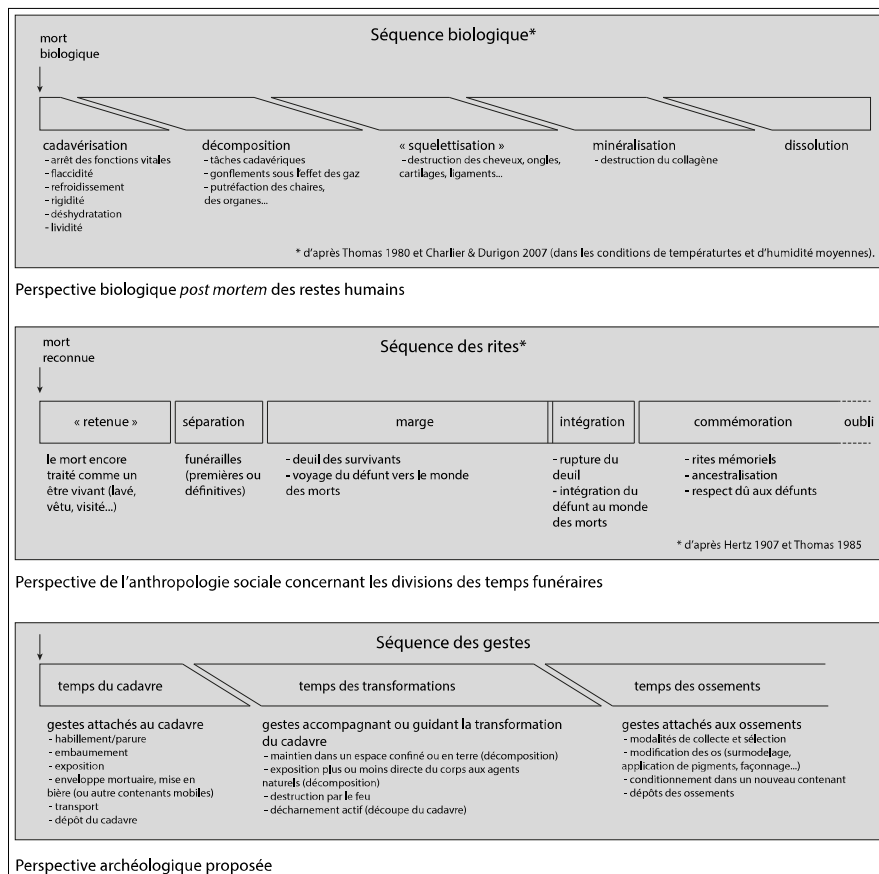 mort
biologique
Séquence biologique*
cadavérisation
- arrêt des fonctions vitales
- flaccidité
- refroidissement
- rigidité
- déshydratation
- lividité
décomposition
- tâches cadavériques
- gonflements sous l'effet des gaz
- putréfaction des chaires,
des organes...
« squelettisation »
- destruction des cheveux, ongles,
cartilages, ligaments...
minéralisation
- destruction du collagène
dissolution
* d'après Thomas 1980 et Charlier & Durigon 2007 (dans les conditions de températurtes et d'humidité moyennes).
Perspective biologique post mortem des restes humains
mort
reconnue
Séquence des rites*
« retenue »
séparation
marge
intégration
commémoration
oubli
le mort encore
traité comme un
être vivant (lavé,
vêtu, visité...)
funérailles
(premières ou
définitives)
- deuil des survivants
- voyage du défunt vers le monde
des morts
- rupture du
deuil
- intégration du
défunt au monde
des morts
- rites mémoriels
- ancestralisation
- respect dû aux défunts
* d'après Hertz 1907 et Thomas 1985
Perspective de l'anthropologie sociale concernant les divisions des temps funéraires
Séquence des gestes
temps du cadavre
temps des transformations
temps des ossements
gestes attachés au cadavre
- habillement/parure
- embaumement
- exposition
- enveloppe mortuaire, mise en
bière (ou autre contenants mobiles)
- transport
- dépôt du cadavre
gestes accompagnant ou guidant la transformation
du cadavre
- maintien dans un espace confiné ou en terre (décomposition)
- exposition plus ou moins directe du corps aux agents
naturels (décomposition)
- destruction par le feu
- décharnement actif (découpe du cadavre)
gestes attachés aux ossements
- modalités de collecte et sélection
- modification des os (surmodelage,
application de pigments, façonnage...)
- conditionnement dans un nouveau contenant
- dépôts des ossements
Perspective archéologique proposée